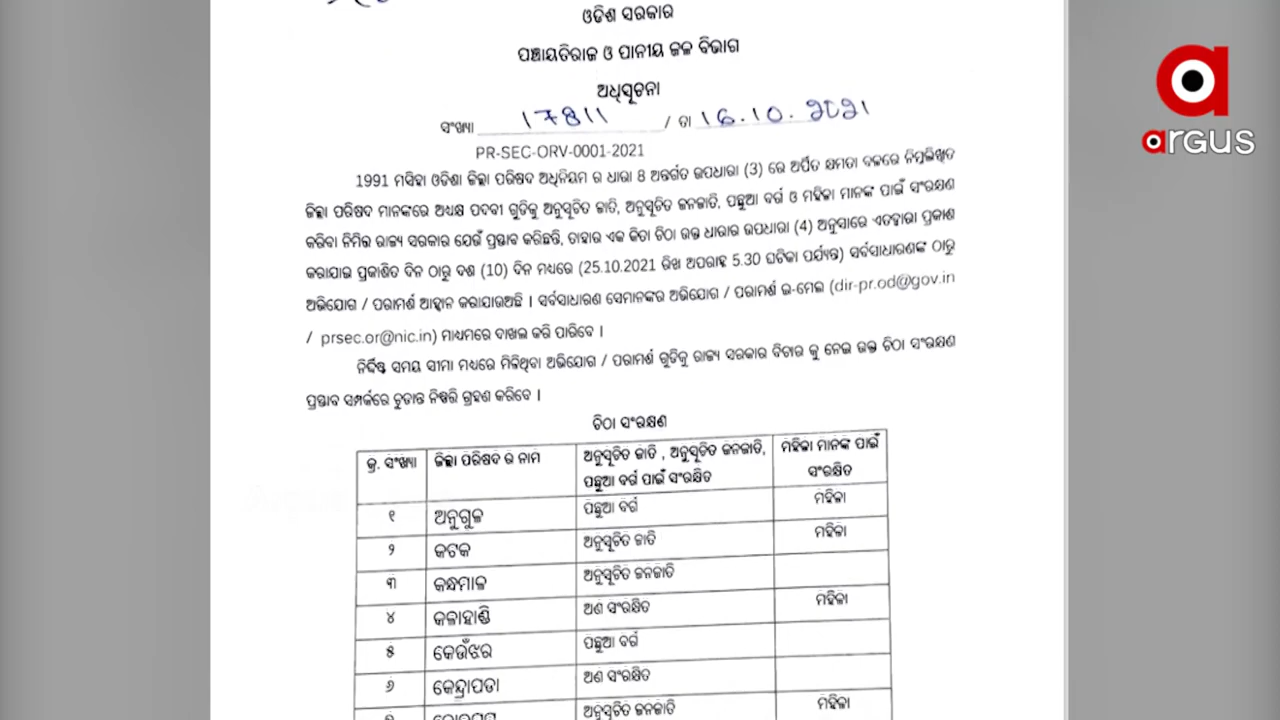 ଓଡିଶା ସରକାର
ପଞ୍ଚାୟତିରାଜ ଓ ପାନୀୟ ଜଳ ବିଭାଗ
ଅଧିସୂଚନା
ସଂଖ୍ୟା 17811 / ତା 16.10.2021
PR-SEC-ORV-0001-2021
1991 ମସିହା ଓଡିଶା ଜିଲ୍ଲା ପରିଷଦ ଅଧିନିୟମ ର ଧାରା 8 ଅନ୍ତର୍ଗତ ଉପଧାରା (3) ରେ ଅର୍ପିତ କ୍ଷମତା ବଳରେ ନିମ୍ନଲିଖିତ
ଜିଲ୍ଲା ପରିଷଦ ମାନଙ୍କରେ ଅଧ୍ୟକ୍ଷ ପଦବୀ ଗୁଡିକୁ ଅନୁସୂଚିତ ଜାତି, ଅନୁସୂଚିତ ଜନଜାତି, ପଛୁଆ ବର୍ଗ ଓ ମହିଳା ମାନଙ୍କ ପାଇଁ ସଂରକ୍ଷଣ
କରିବା ନିମିତ୍ତ ରାଜ୍ୟ ସରକାର ଯେଉଁ ପ୍ରସ୍ତାବ କରିଛନ୍ତି, ତାହାର ଏକ କିତା ଚିଠା ଉକ୍ତ ଧାରାର ଉପଧାରା (4) ଅନୁସାରେ ଏତଦ୍ୱାରା ପ୍ରକାଶ
କରାଯାଇ ପ୍ରକାଶିତ ଦିନ ଠାରୁ ଦଶ (10) ଦିନ ମଧ୍ୟରେ (25.10.2021 ରିଖ ଅପରାହ୍ନ 5.30 ଘଟିକା ପର୍ଯ୍ୟନ୍ତ) ସର୍ବସାଧାରଣଙ୍କ ଠାରୁ
ଅଭିଯୋଗ / ପରାମର୍ଶ ଆହ୍ୱାନ କରାଯାଉଅଛି । ସର୍ବସାଧାରଣ ସେମାନଙ୍କର ଅଭିଯୋଗ / ପରାମର୍ଶ ଇ-ମେଲ (dir-pr.od@gov.in
/ prsec.or@nic.in) ମାଧ୍ୟମରେ ଦାଖଲ କରି ପାରିବେ ।
ନିର୍ଦ୍ଦିଷ୍ଟ ସମୟ ସୀମା ମଧ୍ୟରେ ମିଳିଥିବା ଅଭିଯୋଗ / ପରାମର୍ଶ ଗୁଡିକୁ ରାଜ୍ୟ ସରକାର ବିଚାର କୁ ନେଇ ଉକ୍ତ ଚିଠା ସଂରକ୍ଷଣ
ପ୍ରସ୍ତାବ ସମ୍ପର୍କରେ ଚୁଡାନ୍ତ ନିଷ୍ପତ୍ତି ଗ୍ରହଣ କରିବେ ।
ଚିଠା ସଂରକ୍ଷଣ
କ୍ର. ସଂଖ୍ୟା ଜିଲ୍ଲା ପରିଷଦ ର ନାମ ଅନୁସୂଚିତ ଜାତି , ଅନୁସୂଚିତ ଜନଜାତି, ପଛୁଆ ବର୍ଗ ପାଇଁ ସଂରକ୍ଷିତ ମହିଳା ମାନଙ୍କ ପାଇଁ ସଂରକ୍ଷିତ
୧ ଅନୁଗୁଳ ପଛୁଆ ବର୍ଗ ମହିଳା
୨ କଟକ ଅନୁସୂଚିତ ଜାତି ମହିଳା
୩ କନ୍ଧମାଳ ଅନୁସୂଚିତ ଜନଜାତି
୪ କଳାହାଣ୍ଡି ଅଣ ସଂରକ୍ଷିତ ମହିଳା
୫ କେଉଁଝର ପଛୁଆ ବର୍ଗ
୬ କେନ୍ଦ୍ରାପଡା ଅଣ ସଂରକ୍ଷିତ
ଅନୁସୂଚିତ ଜନଜାତି ମହିଳା
argus